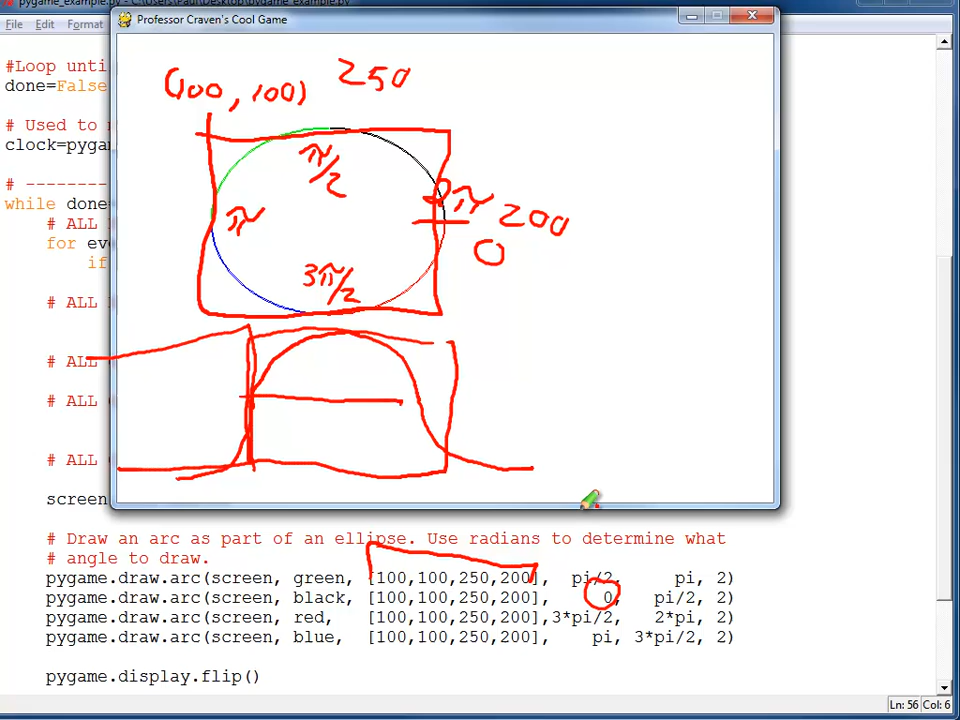 pygame_example.py - C:\Users\Paul\Desktop\pygame_example.py
Professor Craven's Cool Game
File Edit Format
#Loop unti
done=False
# Used to
clock=pyga
# --------
while done
# ALL
for eve
if
# ALL
# ALL
# ALL
# ALL
screen
(100, 100) 250
π/2
π
2π 200
0
3π/2
# Draw an arc as part of an ellipse. Use radians to determine what
# angle to draw.
pygame.draw.arc(screen, green, [100,100,250,200], pi/2, pi, 2)
pygame.draw.arc(screen, black, [100,100,250,200], 0, pi/2, 2)
pygame.draw.arc(screen, red, [100,100,250,200],3*pi/2, 2*pi, 2)
pygame.draw.arc(screen, blue, [100,100,250,200], pi, 3*pi/2, 2)
pygame.display.flip()
Ln: 56 Col: 6